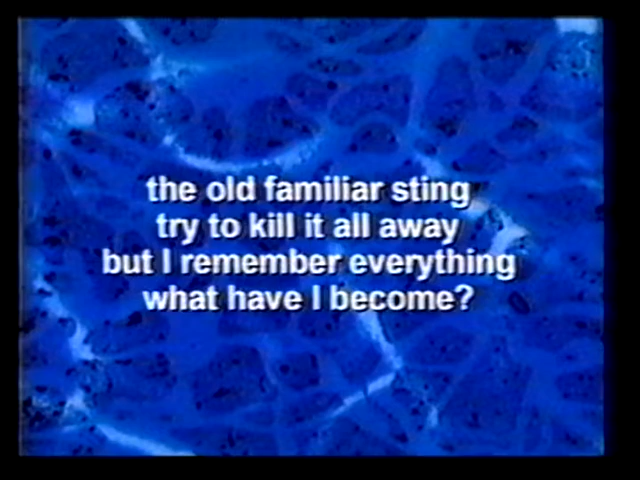 the old familiar sting
try to kill it all away
but I remember everything
what have I become?